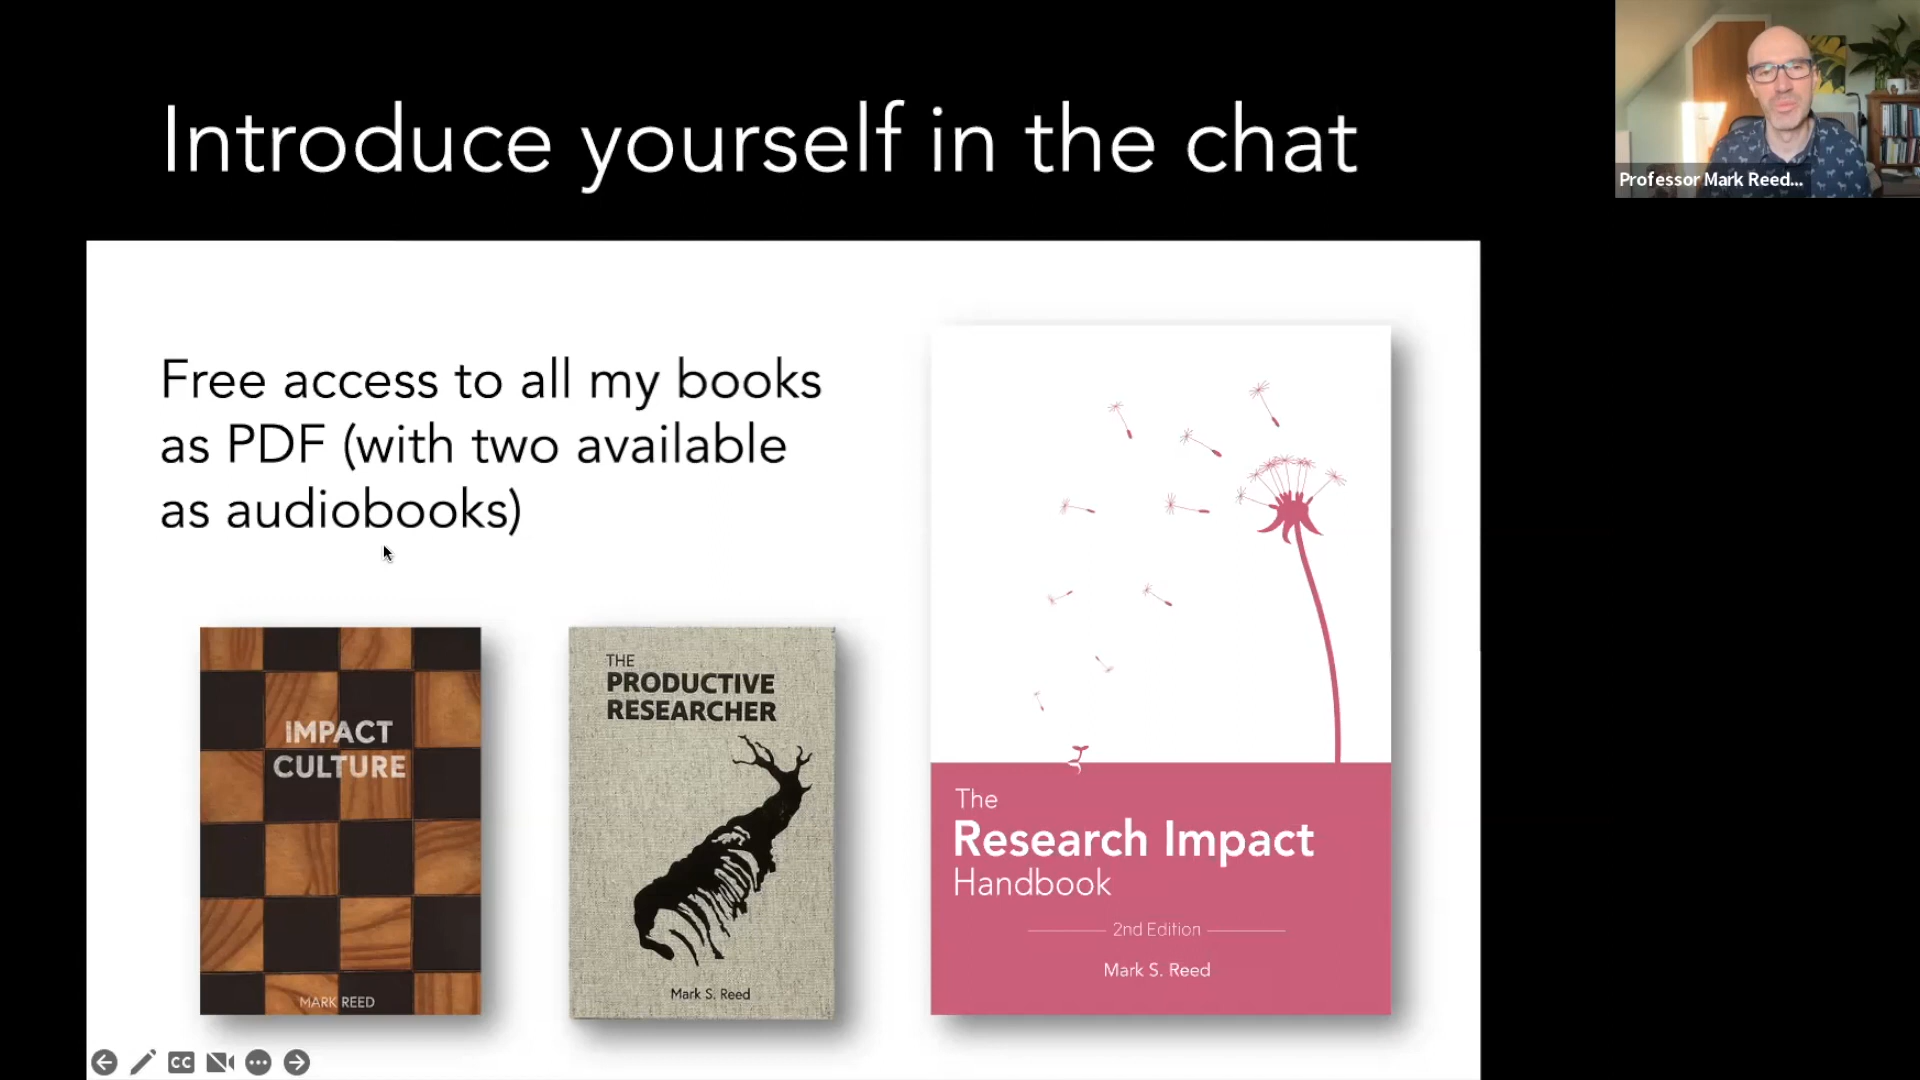 Introduce yourself in the chat
Professor Mark Reed...
Free access to all my books
as PDF (with two available
as audiobooks)
IMPACT
CULTURE
MARK REED
THE
PRODUCTIVE
RESEARCHER
Mark S. Reed
The
Research Impact
Handbook
2nd Edition
Mark S. Reed
CC